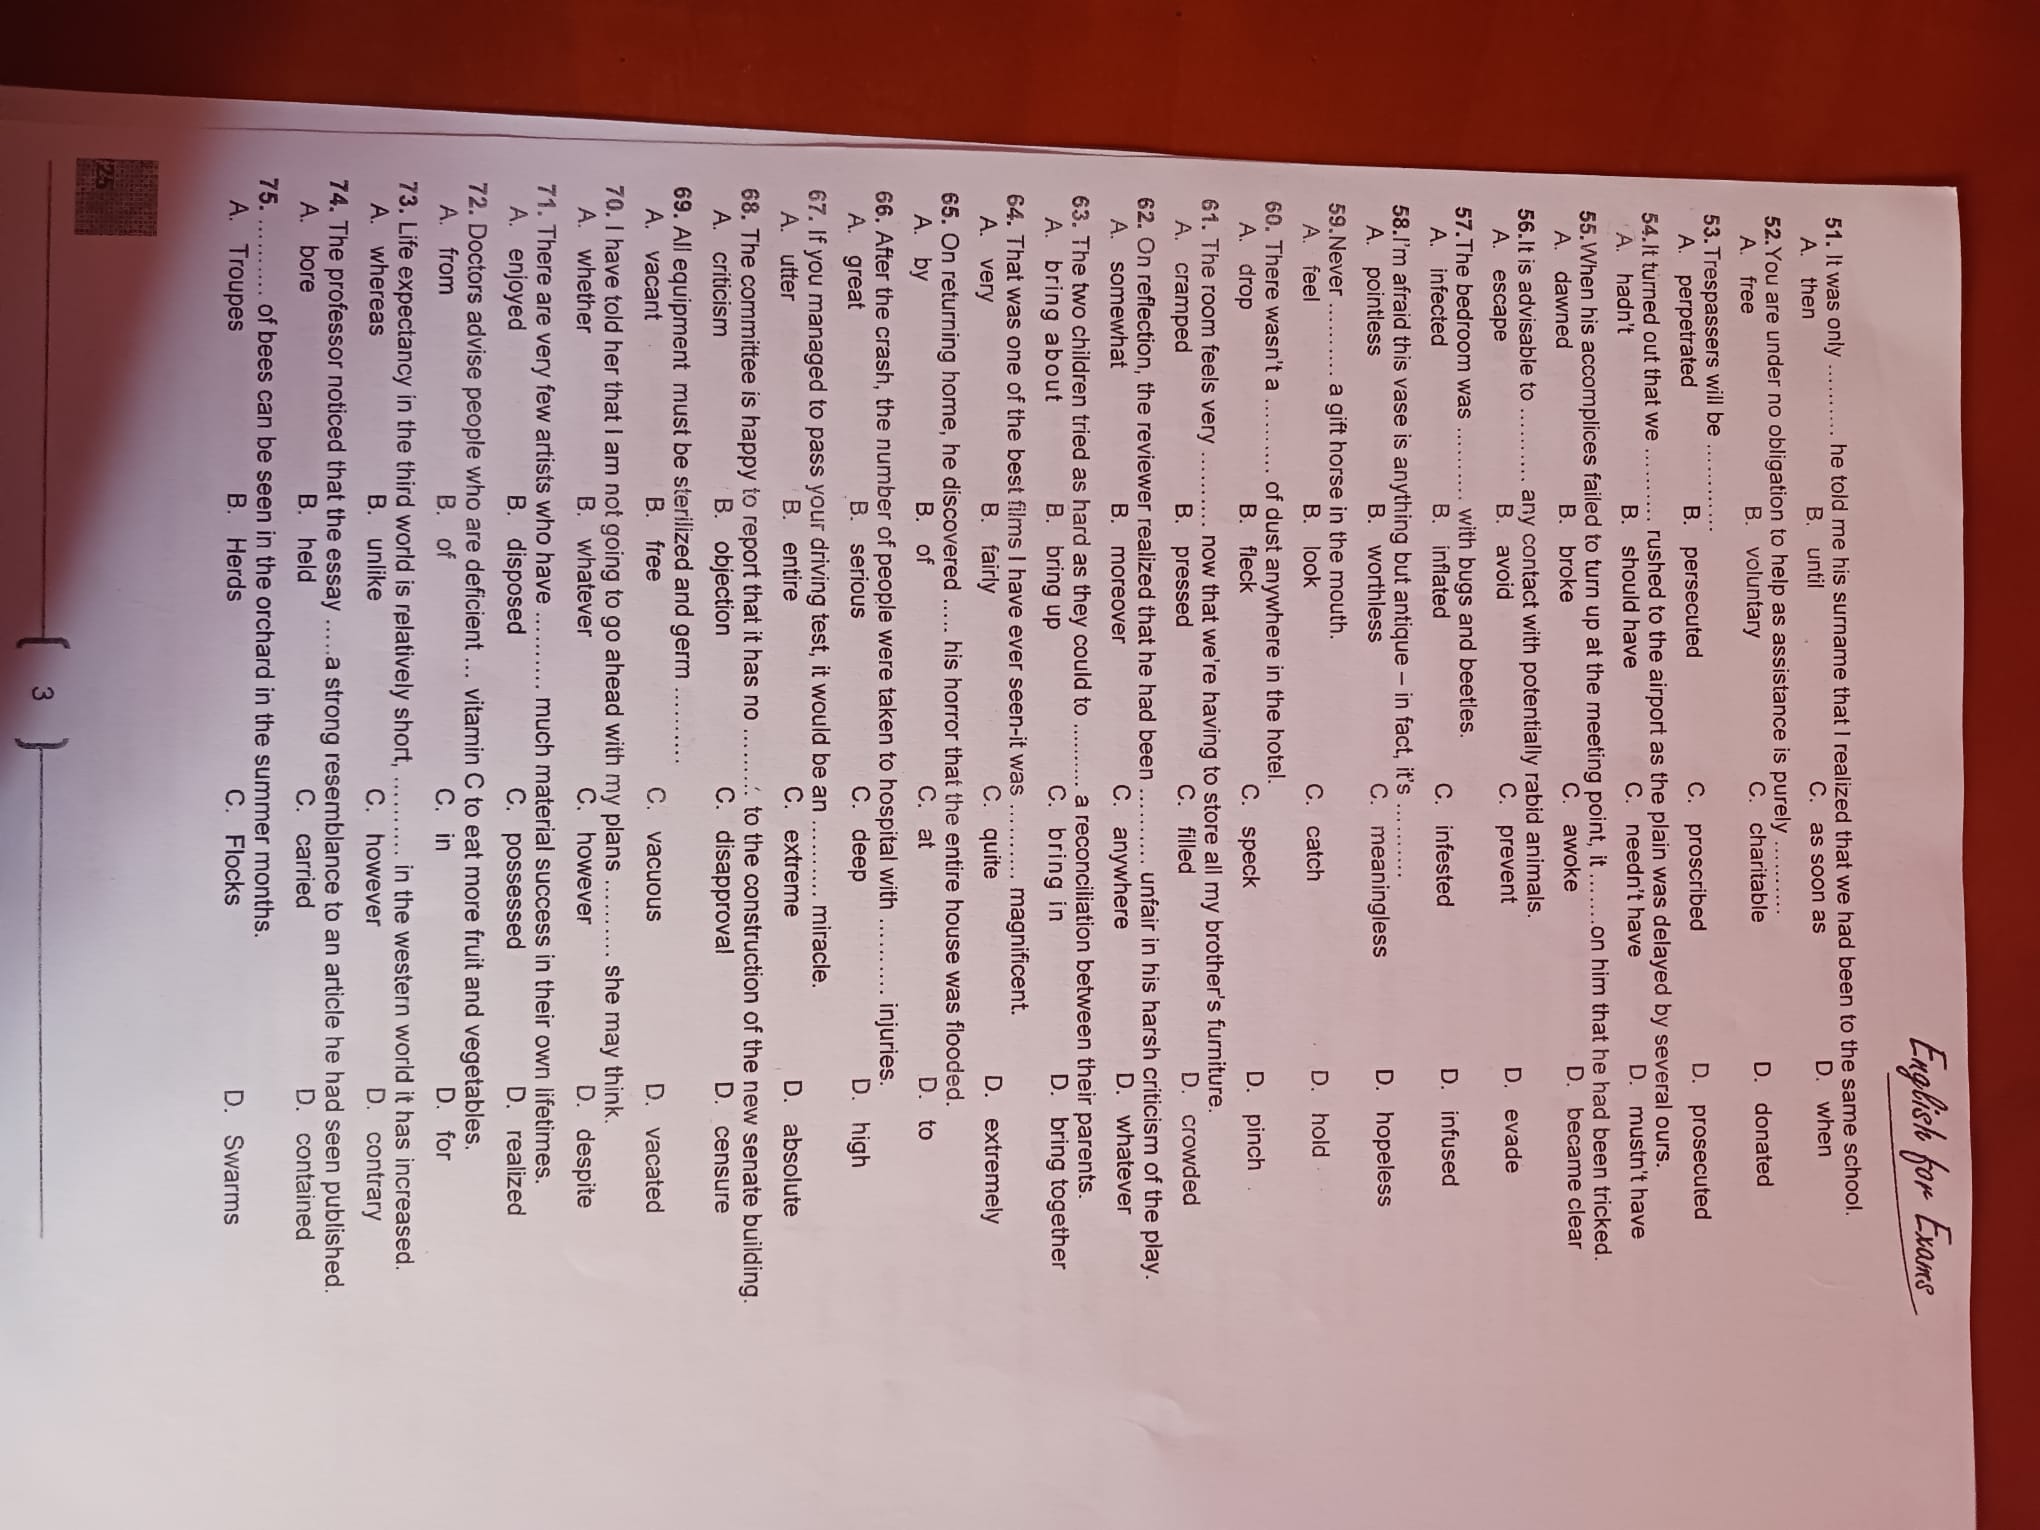 English for Exams
51. It was only .......... he told me his surname that I realized that we had been to the same school.
A. then B. until C. as soon as D. when
52.You are under no obligation to help as assistance is purely ..........
A. free B. voluntary C. charitable D. donated
53.Trespassers will be ...........
A. perpetrated B. persecuted C. proscribed D. prosecuted
54.It turned out that we .......... rushed to the airport as the plain was delayed by several ours.
A. hadn't B. should have C. needn't have D. mustn't have
55.When his accomplices failed to turn up at the meeting point, it ........on him that he had been tricked.
A. dawned B. broke C. awoke D. became clear
56.It is advisable to .......... any contact with potentially rabid animals.
A. escape B. avoid C. prevent D. evade
57.The bedroom was .......... with bugs and beetles.
A. infected B. inflated C. infested D. infused
58.I'm afraid this vase is anything but antique – in fact, it's ..........
A. pointless B. worthless C. meaningless D. hopeless
59.Never .......... a gift horse in the mouth.
A. feel B. look C. catch D. hold
60. There wasn't a .......... of dust anywhere in the hotel.
A. drop B. fleck C. speck D. pinch
61. The room feels very .......... now that we're having to store all my brother's furniture.
A. cramped B. pressed C. filled D. crowded
62. On reflection, the reviewer realized that he had been .......... unfair in his harsh criticism of the play.
A. somewhat B. moreover C. anywhere D. whatever
63. The two children tried as hard as they could to .......... a reconciliation between their parents.
A. bring about B. bring up C. bring in D. bring together
64. That was one of the best films I have ever seen-it was .......... magnificent.
A. very B. fairly C. quite D. extremely
65. On returning home, he discovered ..... his horror that the entire house was flooded.
A. by B. of C. at D. to
66. After the crash, the number of people were taken to hospital with .......... injuries.
A. great B. serious C. deep D. high
67. If you managed to pass your driving test, it would be an .......... miracle.
A. utter B. entire C. extreme D. absolute
68. The committee is happy to report that it has no ......... to the construction of the new senate building.
A. criticism B. objection C. disapproval D. censure
69. All equipment must be sterilized and germ ..........
A. vacant B. free C. vacuous D. vacated
70. I have told her that I am not going to go ahead with my plans .......... she may think.
A. whether B. whatever C. however D. despite
71. There are very few artists who have .......... much material success in their own lifetimes.
A. enjoyed B. disposed C. possessed D. realized
72. Doctors advise people who are deficient ... vitamin C to eat more fruit and vegetables.
A. from B. of C. in D. for
73. Life expectancy in the third world is relatively short, .......... in the western world it has increased.
A. whereas B. unlike C. however D. contrary
74. The professor noticed that the essay ......a strong resemblance to an article he had seen published.
A. bore B. held C. carried D. contained
75. .......... of bees can be seen in the orchard in the summer months.
A. Troupes B. Herds C. Flocks D. Swarms
25
3